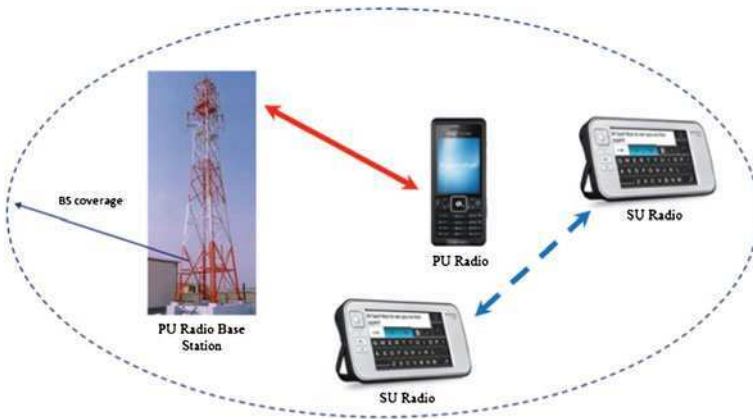 BS coverage
PU Radio Base
Station
PU Radio
SU Radio
SU Radio